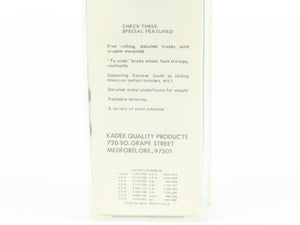 CHECK THESE
SPECIAL FEATURES!
Free rolling, detailed trucks with
coupler mounted
"To scale" brake wheel, foot stirrups,
roofwalks
Operating fixtures (such as sliding
doors on certain boxcars, etc.)
Detailed metal underframe for weight
Readable lettering
A variety of color schemes
KADEE QUALITY PRODUCTS
720 SO. GRAPE STREET
MEDFORD, ORE. 97501